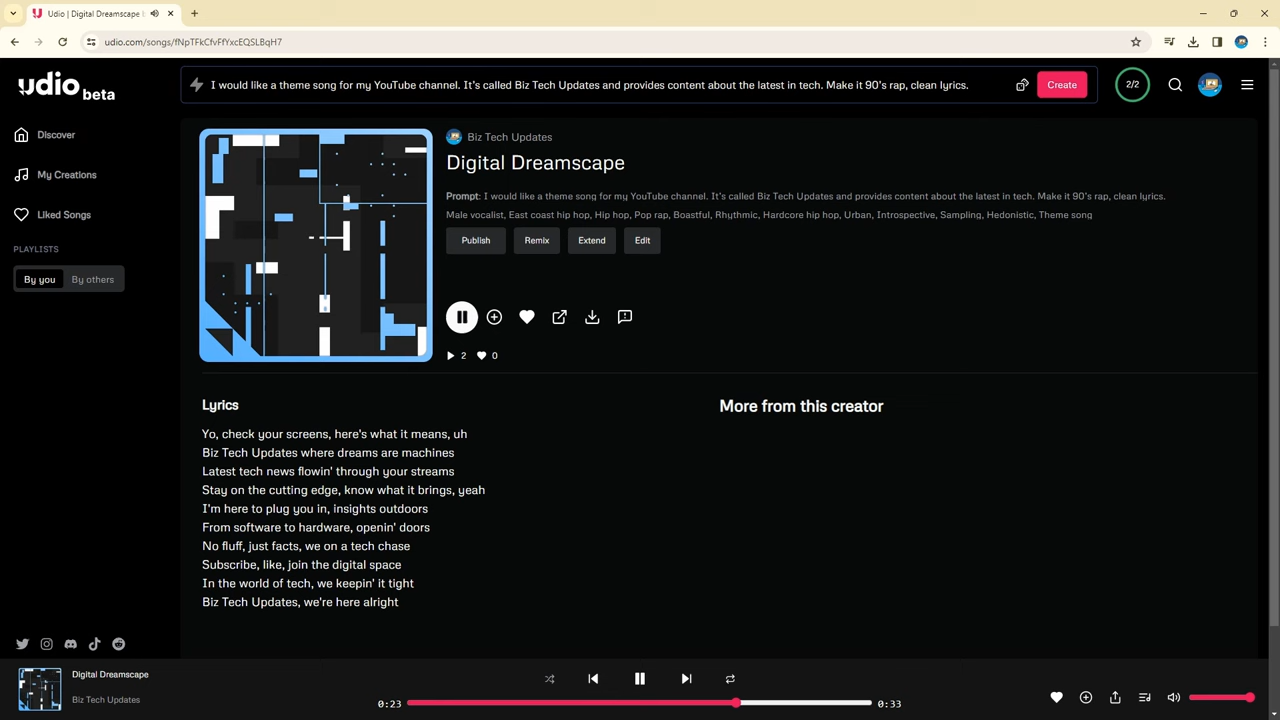 Udio | Digital Dreamscape b
udio.com/songs/fNpTFkCfvFfYxcEQSLBqH7
udio beta
I would like a theme song for my YouTube channel. It's called Biz Tech Updates and provides content about the latest in tech. Make it 90's rap, clean lyrics.
Create
2/2
Discover
My Creations
Liked Songs
PLAYLISTS
By you
By others
Biz Tech Updates
Digital Dreamscape
Prompt: I would like a theme song for my YouTube channel. It's called Biz Tech Updates and provides content about the latest in tech. Make it 90's rap, clean lyrics.
Male vocalist, East coast hip hop, Hip hop, Pop rap, Boastful, Rhythmic, Hardcore hip hop, Urban, Introspective, Sampling, Hedonistic, Theme song
Publish
Remix
Extend
Edit
2
0
Lyrics
More from this creator
Yo, check your screens, here's what it means, uh
Biz Tech Updates where dreams are machines
Latest tech news flowin' through your streams
Stay on the cutting edge, know what it brings, yeah
I'm here to plug you in, insights outdoors
From software to hardware, openin' doors
No fluff, just facts, we on a tech chase
Subscribe, like, join the digital space
In the world of tech, we keepin' it tight
Biz Tech Updates, we're here alright
Digital Dreamscape
Biz Tech Updates
0:23
0:33